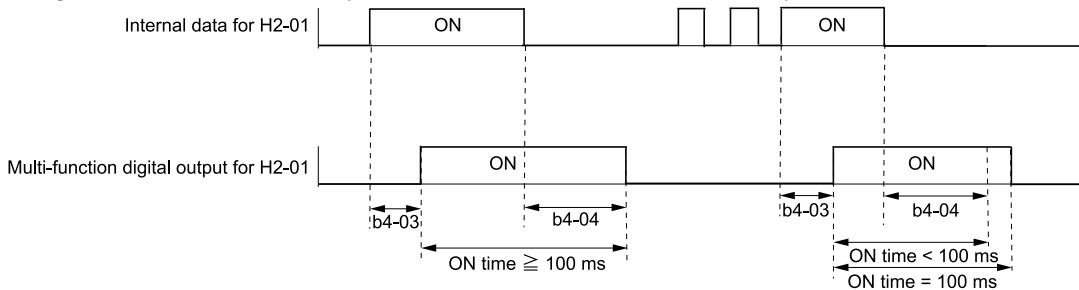 Internal data for H2-01
ON
ON
Multi-function digital output for H2-01
ON
ON
b4-03
b4-04
b4-03
b4-04
ON time ≧ 100 ms
ON time < 100 ms
ON time = 100 ms